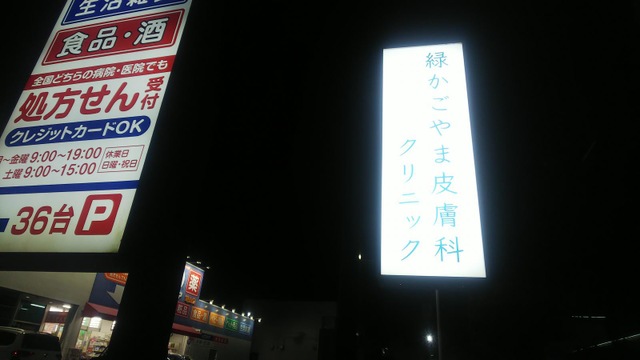 生活雑
食品・酒
全国どちらの病院・医院でも
処方せん受付
クレジットカードOK
～金曜 9:00～19:00
土曜 9:00～15:00
休業日
日曜・祝日
36台 P
緑かごやま皮膚科
クリニック
薬